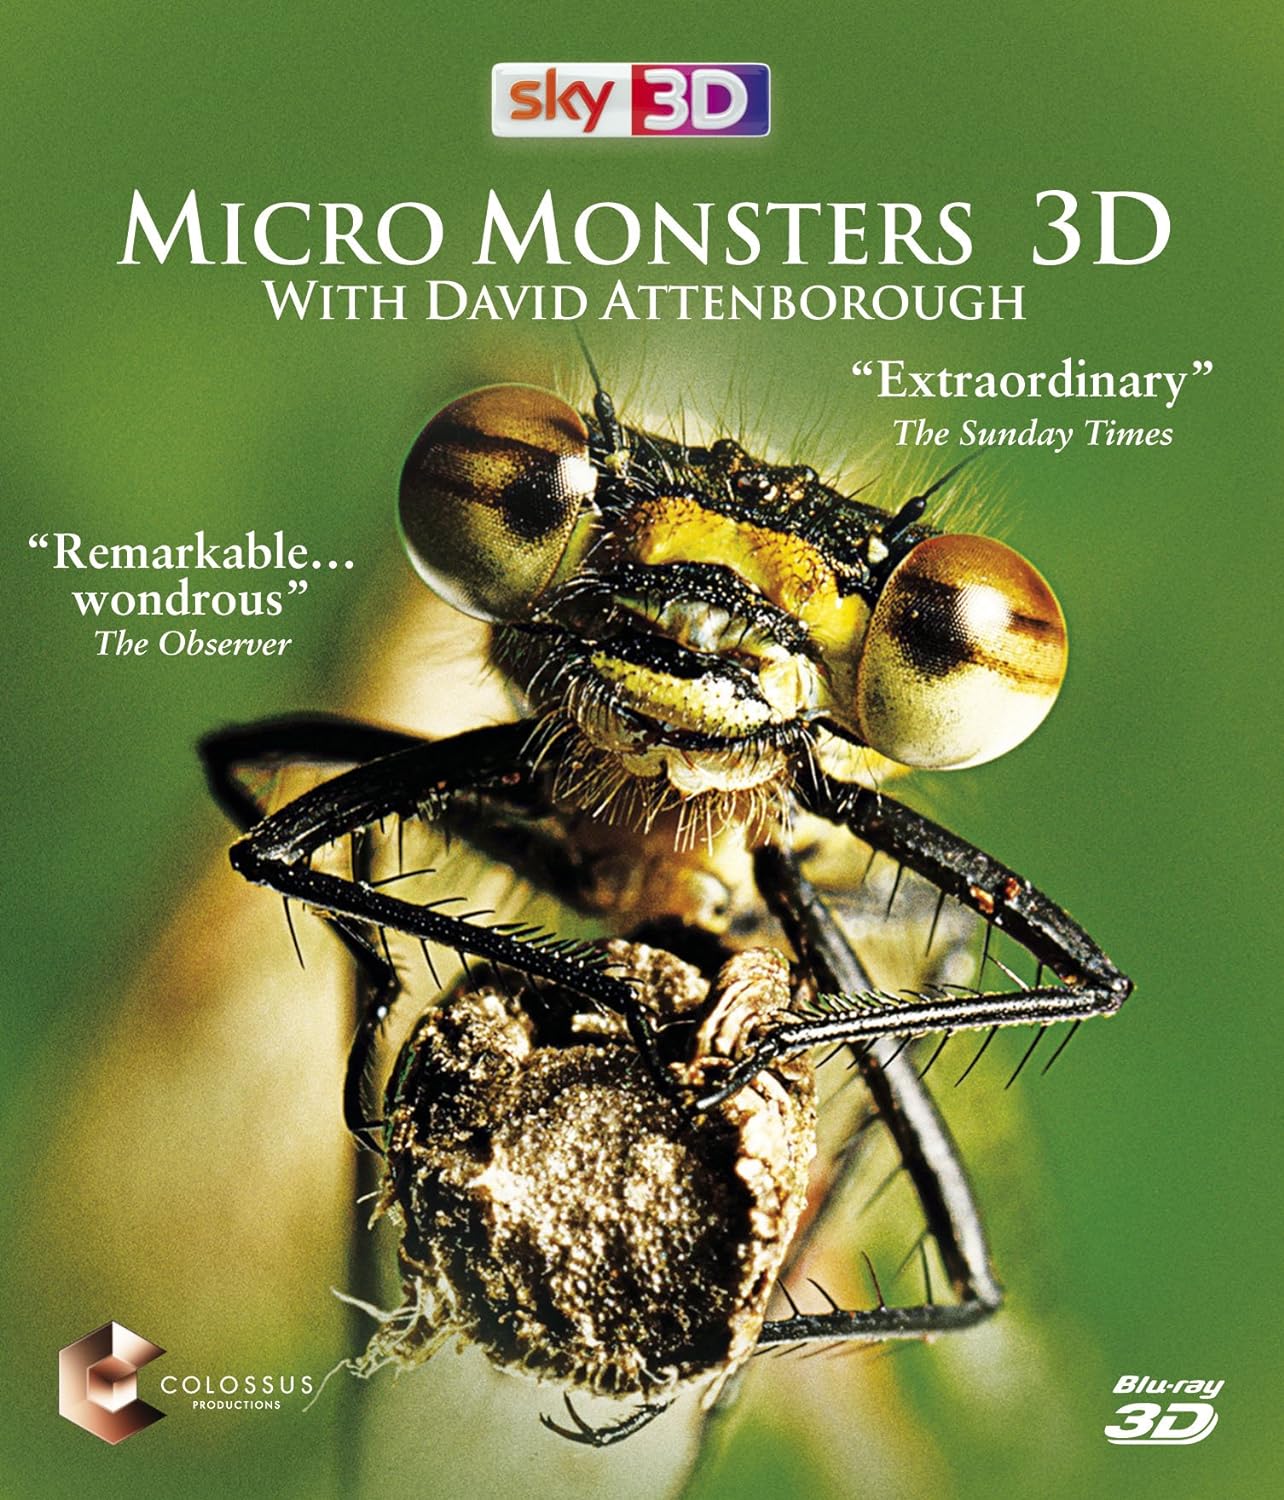 sky 3D
MICRO MONSTERS 3D
WITH DAVID ATTENBOROUGH
“Extraordinary”
The Sunday Times
“Remarkable...
wondrous”
The Observer
COLOSSUS
PRODUCTIONS
Blu-ray
3D